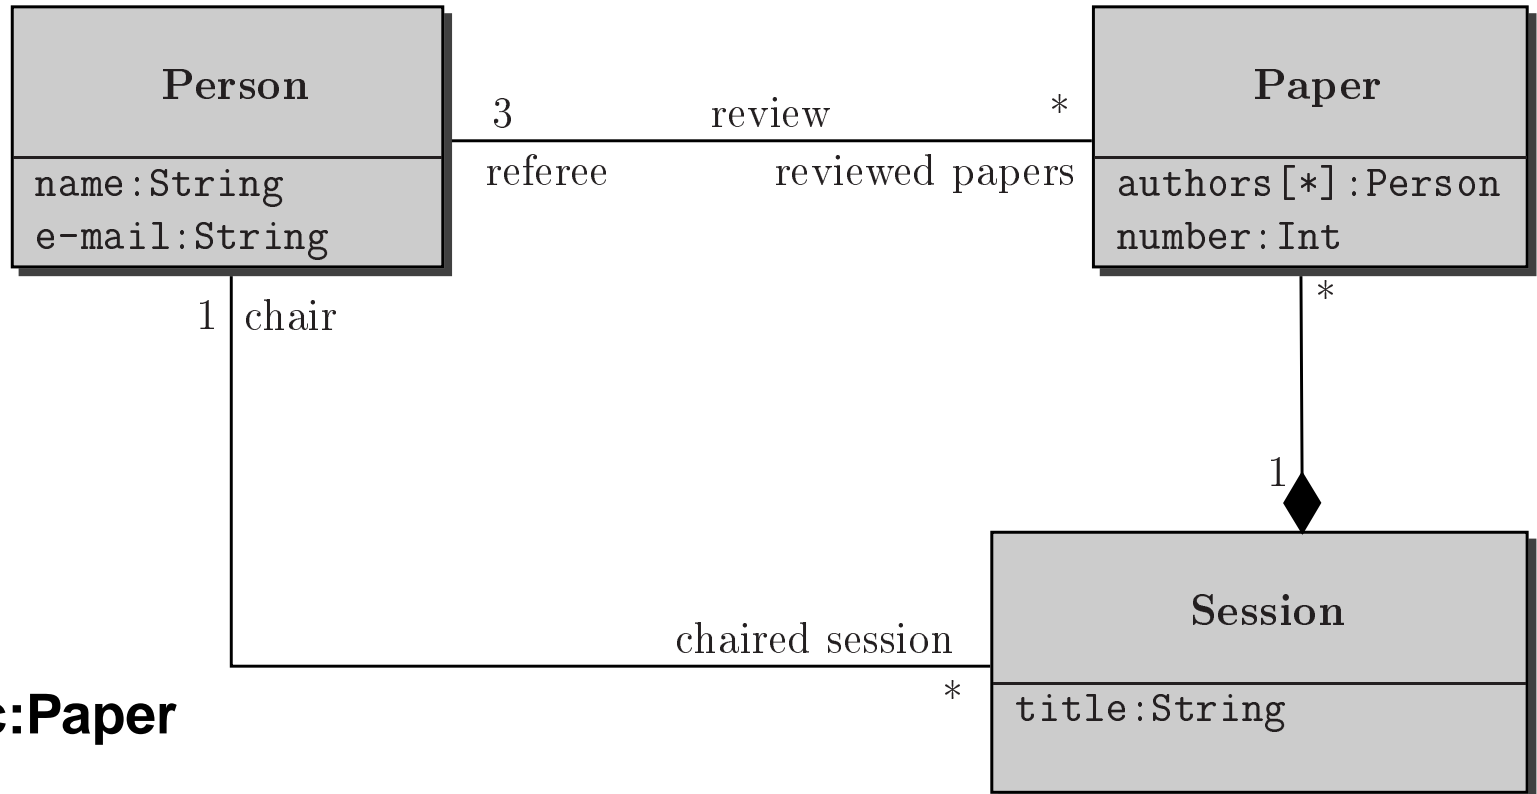 Person
name:String
e-mail:String
3
review
*
referee
reviewed papers
Paper
authors[*]:Person
number:Int
1
chair
*
1
chaired session
*
Session
title:String
:Paper